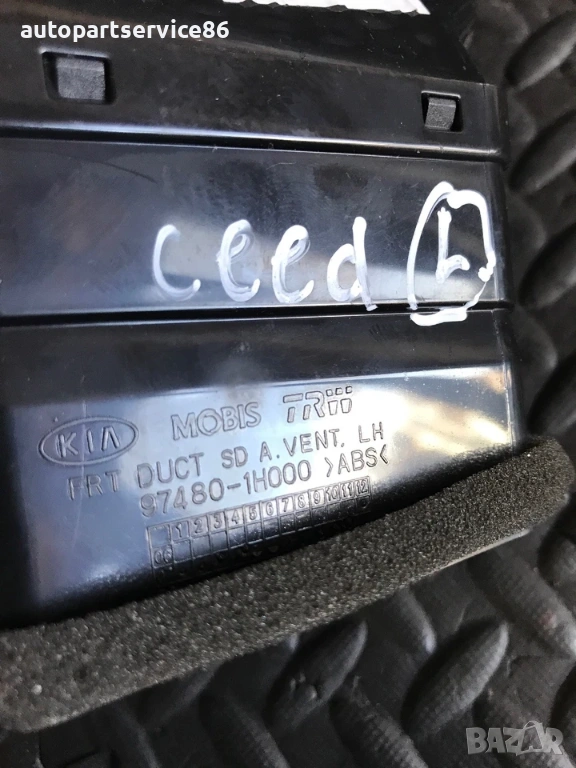 autopartservice86
ceed L
KIA MOBIS TRW
FRT DUCT SD A.VENT. LH
97480-1H000 >ABS<
1 2 3 4 5 6 7 8 9 10 11 12
06
BAZAR